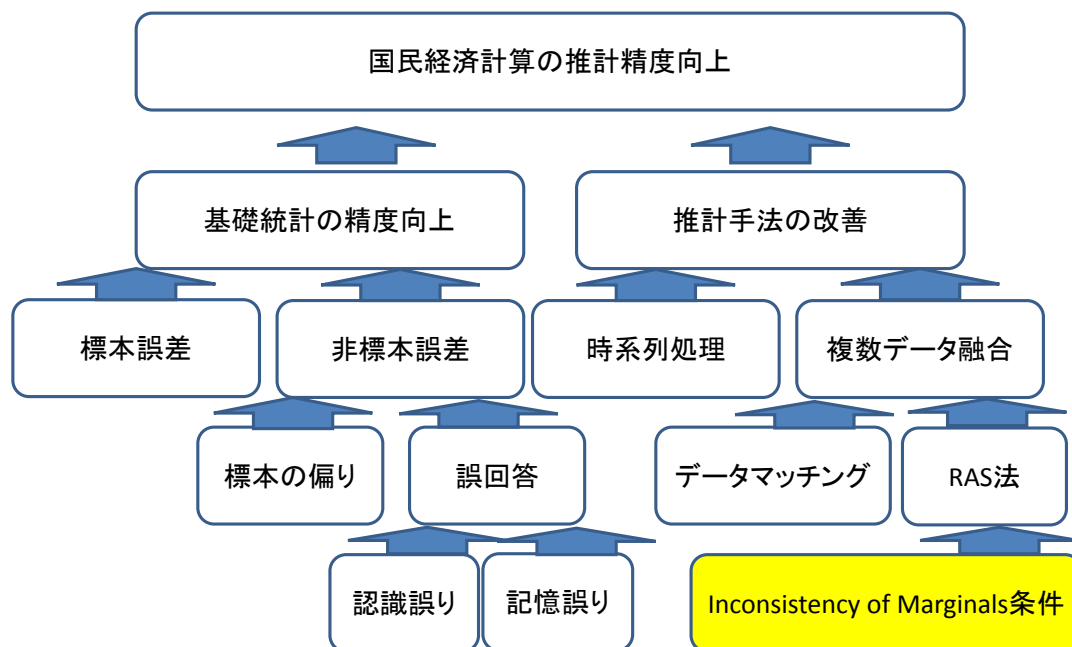 国民経済計算の推計精度向上
基礎統計の精度向上
推計手法の改善
標本誤差
非標本誤差
時系列処理
複数データ融合
標本の偏り
誤回答
データマッチング
RAS法
認識誤り
記憶誤り
Inconsistency of Marginals条件